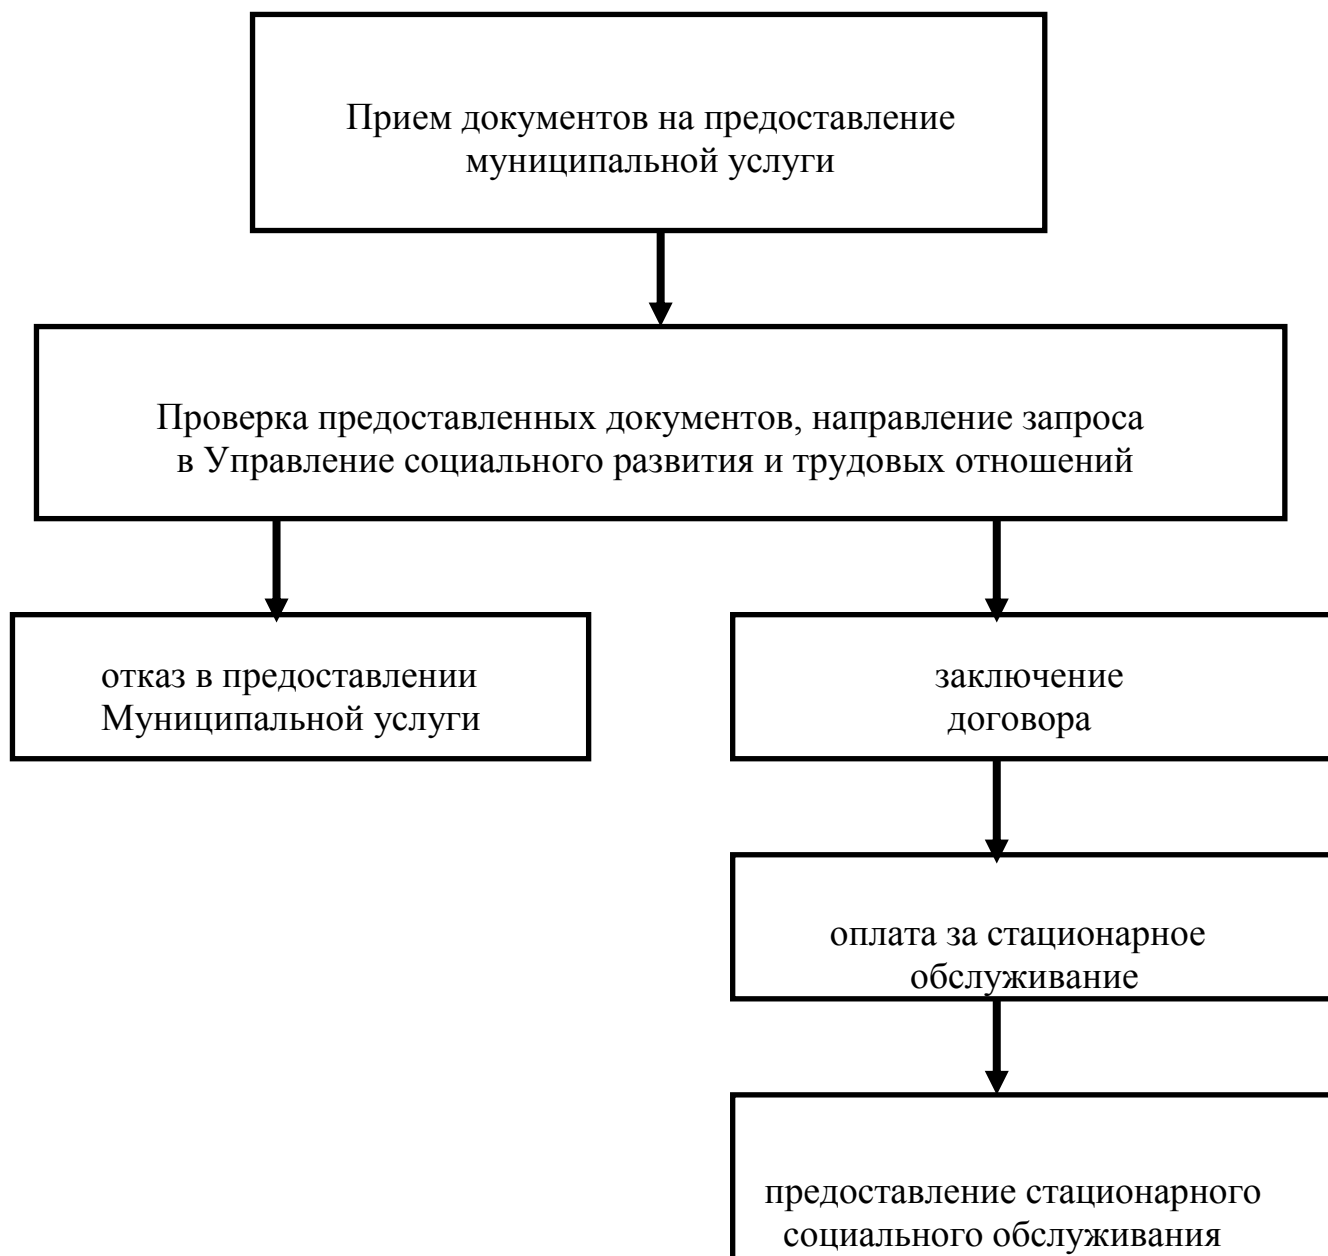 Прием документов на предоставление
муниципальной услуги
Проверка предоставленных документов, направление запроса
в Управление социального развития и трудовых отношений
отказ в предоставлении
Муниципальной услуги
заключение
договора
оплата за стационарное
обслуживание
предоставление стационарного
социального обслуживания